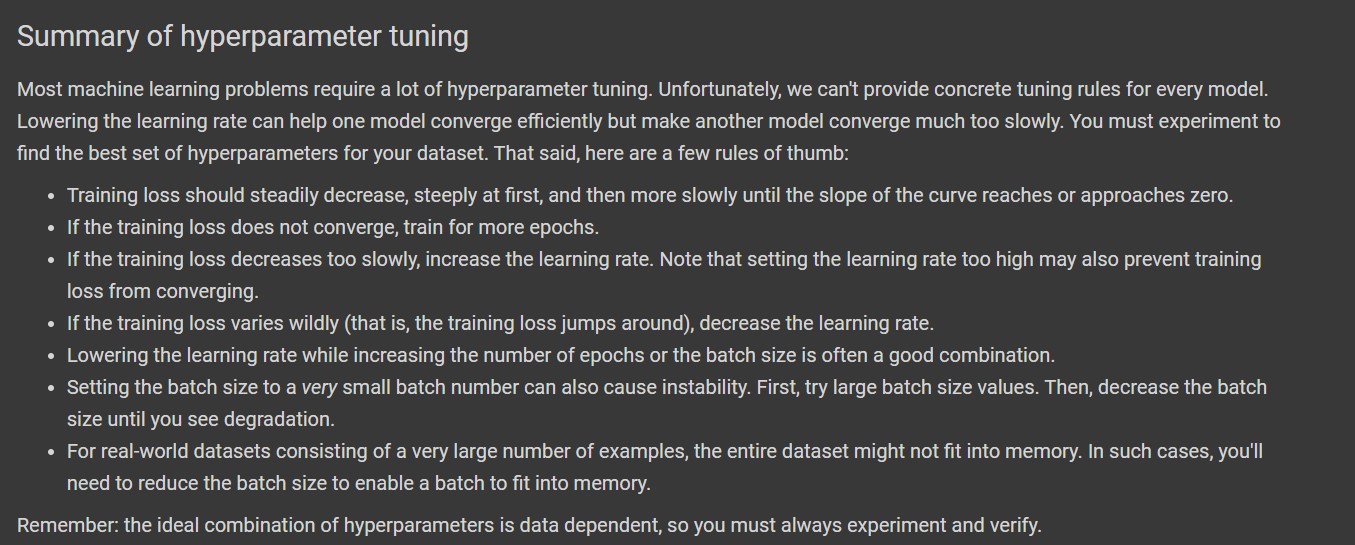 Summary of hyperparameter tuning
Most machine learning problems require a lot of hyperparameter tuning. Unfortunately, we can't provide concrete tuning rules for every model.
Lowering the learning rate can help one model converge efficiently but make another model converge much too slowly. You must experiment to
find the best set of hyperparameters for your dataset. That said, here are a few rules of thumb:
• Training loss should steadily decrease, steeply at first, and then more slowly until the slope of the curve reaches or approaches zero.
• If the training loss does not converge, train for more epochs.
• If the training loss decreases too slowly, increase the learning rate. Note that setting the learning rate too high may also prevent training
loss from converging.
• If the training loss varies wildly (that is, the training loss jumps around), decrease the learning rate.
• Lowering the learning rate while increasing the number of epochs or the batch size is often a good combination.
• Setting the batch size to a very small batch number can also cause instability. First, try large batch size values. Then, decrease the batch
size until you see degradation.
• For real-world datasets consisting of a very large number of examples, the entire dataset might not fit into memory. In such cases, you'll
need to reduce the batch size to enable a batch to fit into memory.
Remember: the ideal combination of hyperparameters is data dependent, so you must always experiment and verify.